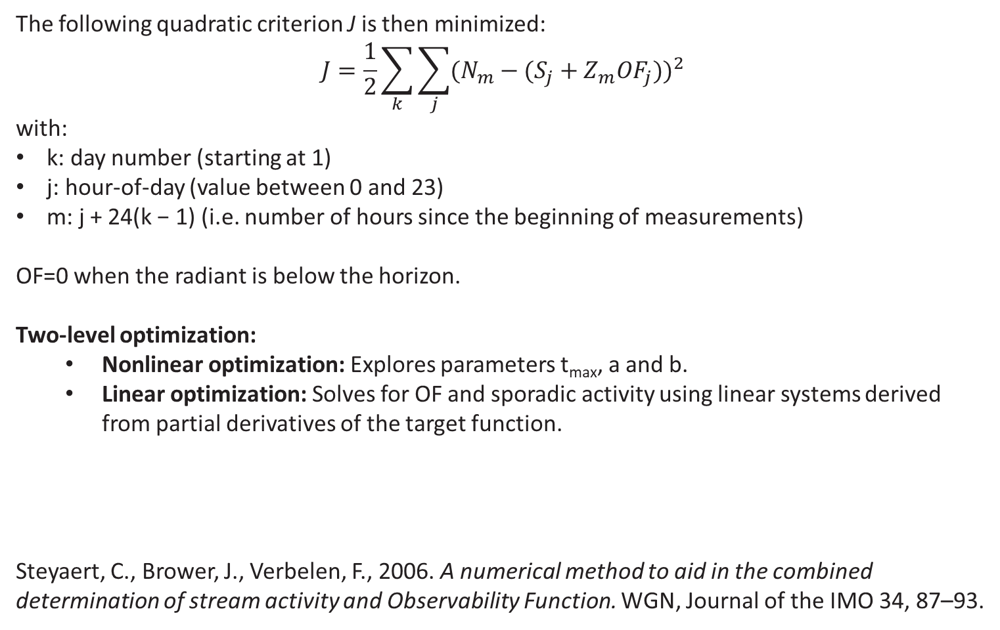 The following quadratic criterion J is then minimized:
J = \frac{1}{2} \sum_{k} \sum_{j} (N_m − (S_j + Z_m OF_j))^2
with:
• k: day number (starting at 1)
• j: hour-of-day (value between 0 and 23)
• m: j + 24(k − 1) (i.e. number of hours since the beginning of measurements)
OF=0 when the radiant is below the horizon.
Two-level optimization:
• Nonlinear optimization: Explores parameters t_max, a and b.
• Linear optimization: Solves for OF and sporadic activity using linear systems derived
from partial derivatives of the target function.
Steyaert, C., Brower, J., Verbelen, F., 2006. A numerical method to aid in the combined
determination of stream activity and Observability Function. WGN, Journal of the IMO 34, 87–93.